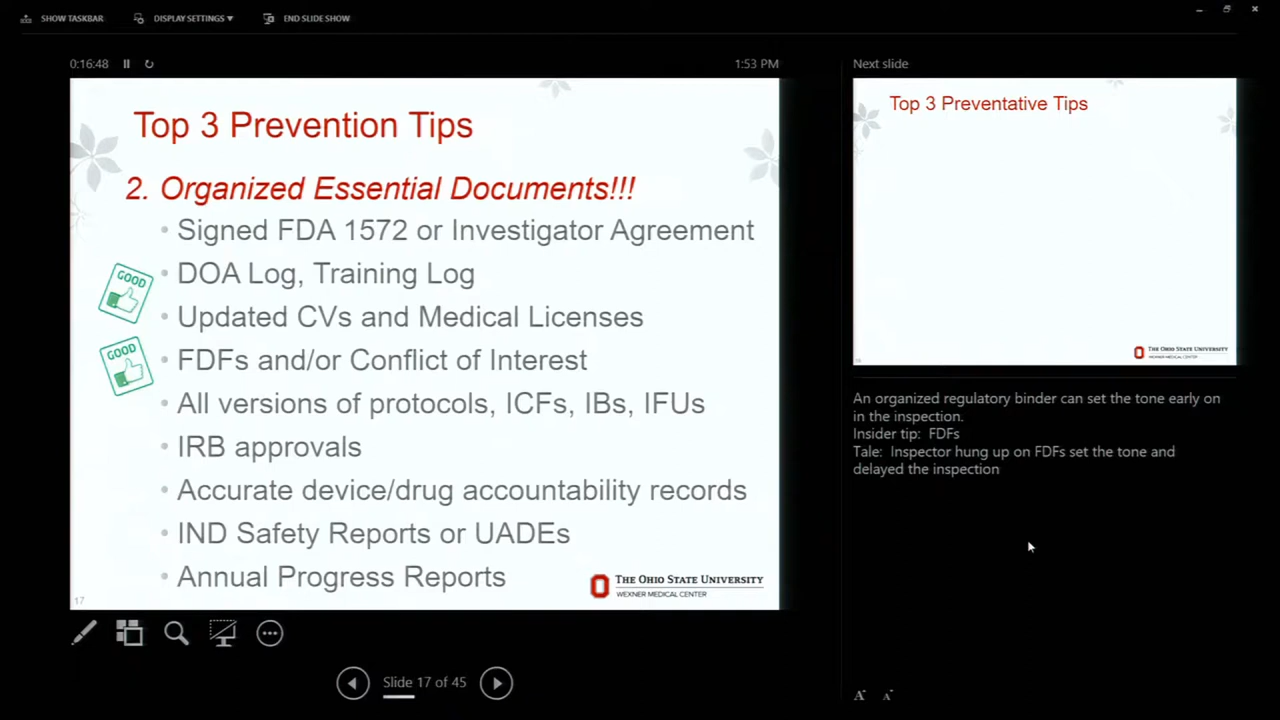 SHOW TASKBAR
DISPLAY SETTINGS
END SLIDE SHOW
0:16:48
1:53 PM
Top 3 Prevention Tips
2. Organized Essential Documents!!!
• Signed FDA 1572 or Investigator Agreement
• DOA Log, Training Log
GOOD
• Updated CVs and Medical Licenses
• FDFs and/or Conflict of Interest
GOOD
• All versions of protocols, ICFs, IBs, IFUs
• IRB approvals
• Accurate device/drug accountability records
• IND Safety Reports or UADEs
• Annual Progress Reports
THE OHIO STATE UNIVERSITY
WEXNER MEDICAL CENTER
17
Slide 17 of 45
Next slide
Top 3 Preventative Tips
THE OHIO STATE UNIVERSITY
WEXNER MEDICAL CENTER
An organized regulatory binder can set the tone early on
in the inspection.
Insider tip: FDFs
Tale: Inspector hung up on FDFs set the tone and
delayed the inspection
A A